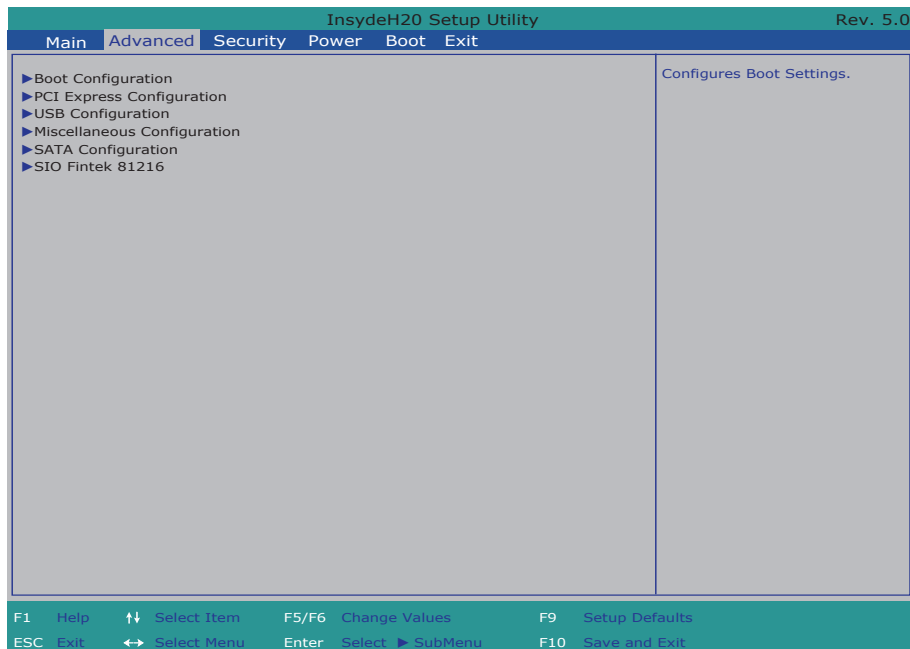 InsydeH20 Setup Utility Rev. 5.0
Main Advanced Security Power Boot Exit
►Boot Configuration
►PCI Express Configuration
►USB Configuration
►Miscellaneous Configuration
►SATA Configuration
►SIO Fintek 81216
Configures Boot Settings.
F1 Help ↑↓ Select Item F5/F6 Change Values F9 Setup Defaults
ESC Exit ↔ Select Menu Enter Select ► SubMenu F10 Save and Exit